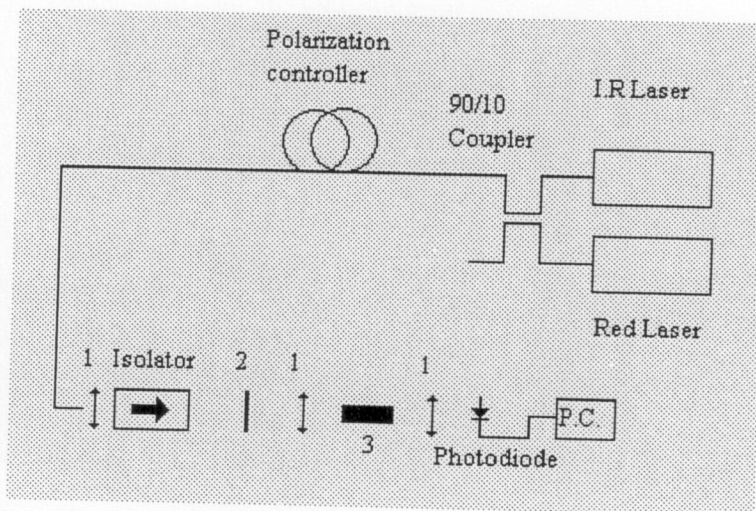 Polarization
controller
90/10
Coupler
I.R Laser
Red Laser
1 Isolator 2 1 1
3
P.C.
Photodiode